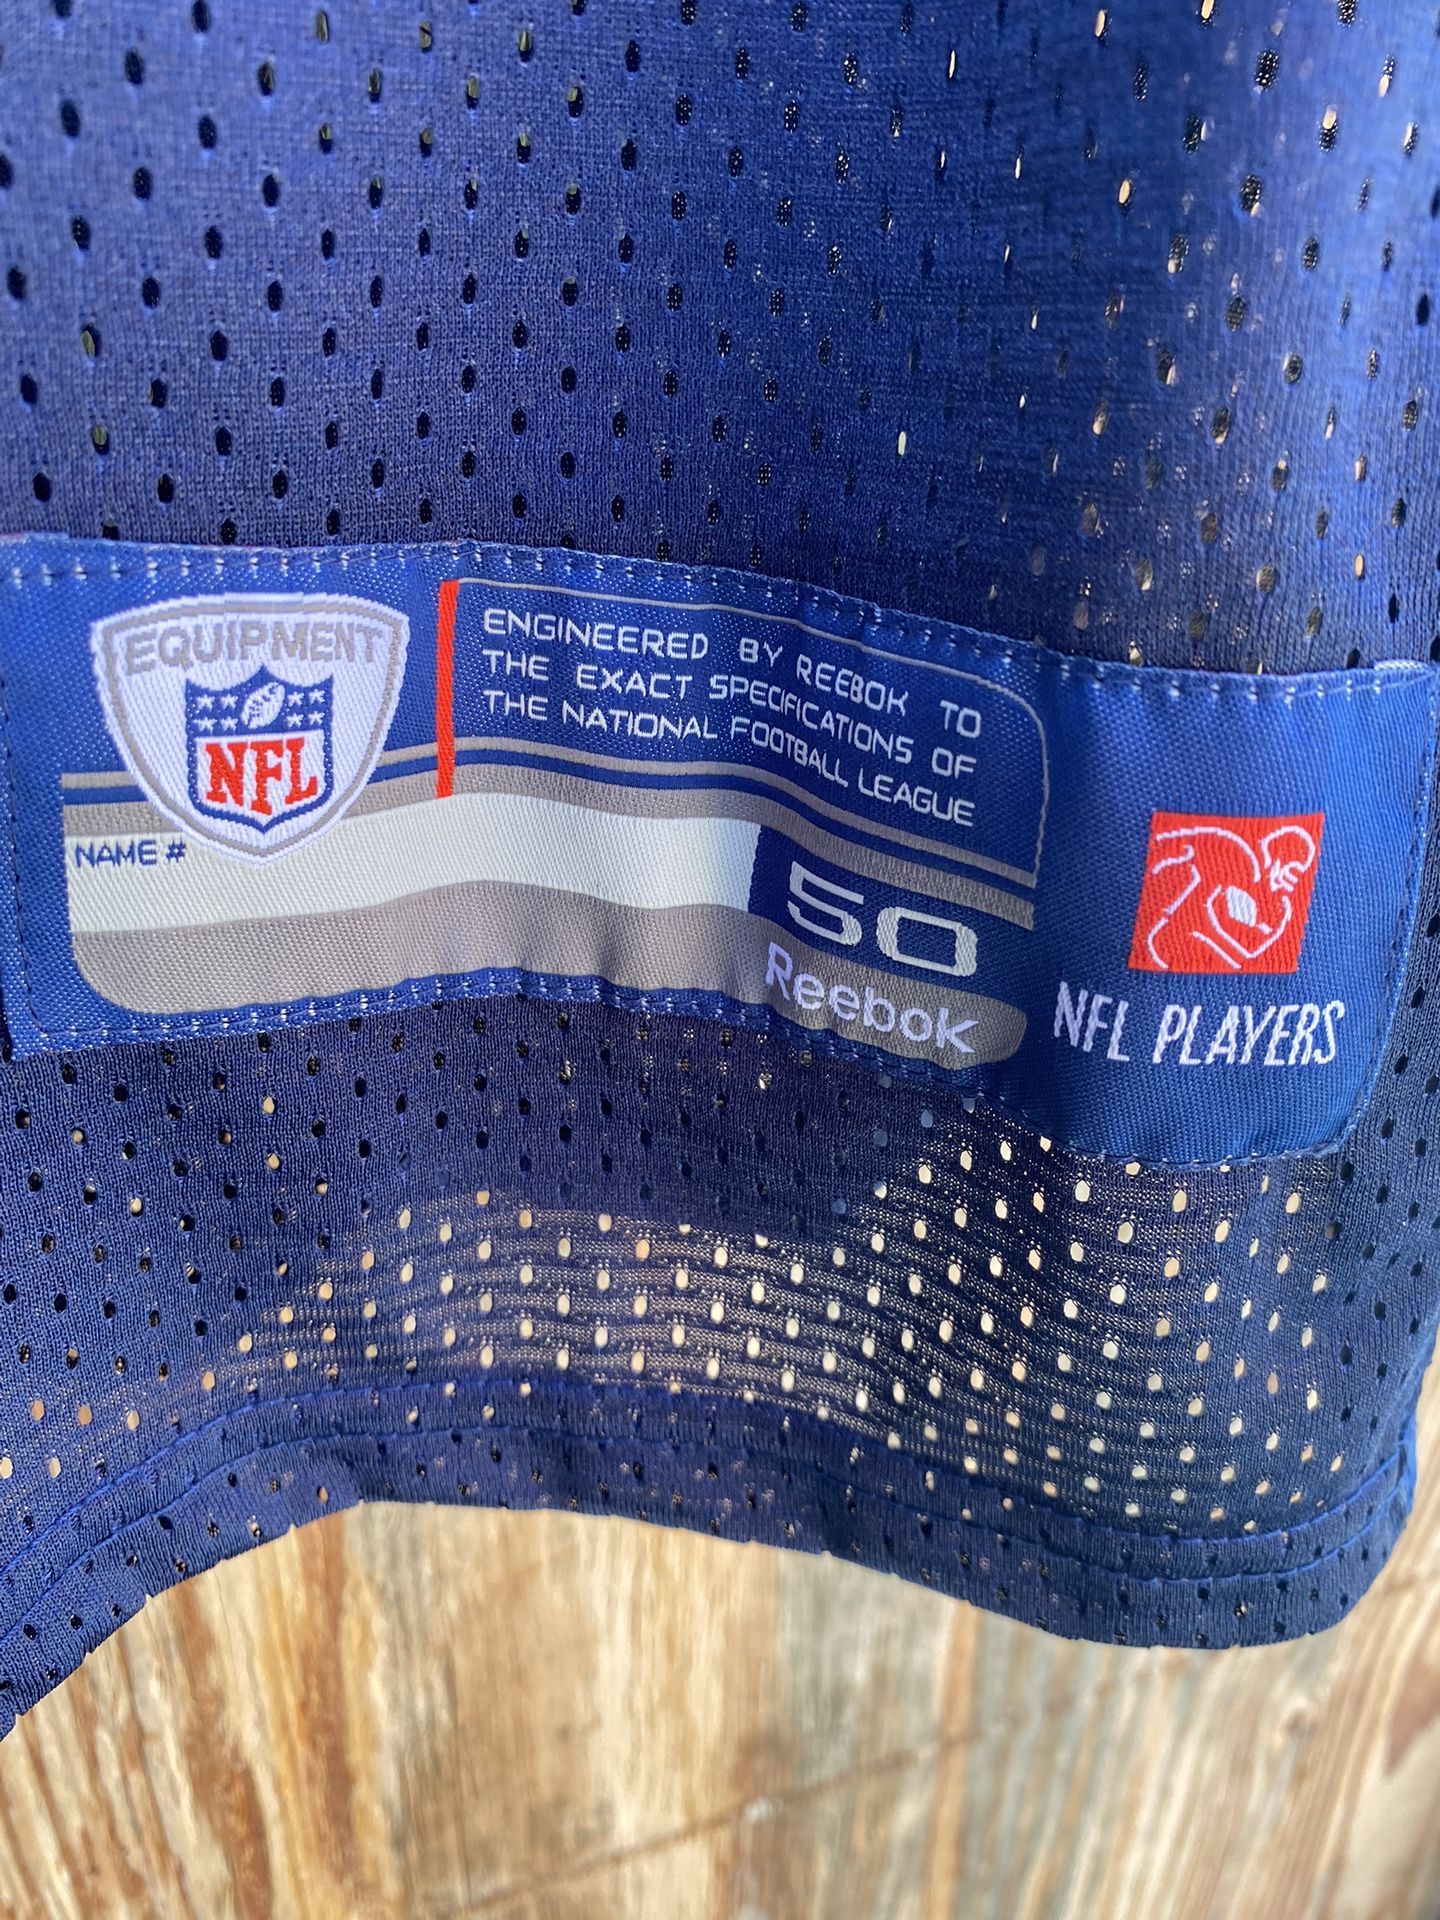 EQUIPMENT
NFL
ENGINEERED BY REEBOK TO
THE EXACT SPECIFICATIONS OF
THE NATIONAL FOOTBALL LEAGUE
NAME #
50
Reebok
NFL PLAYERS